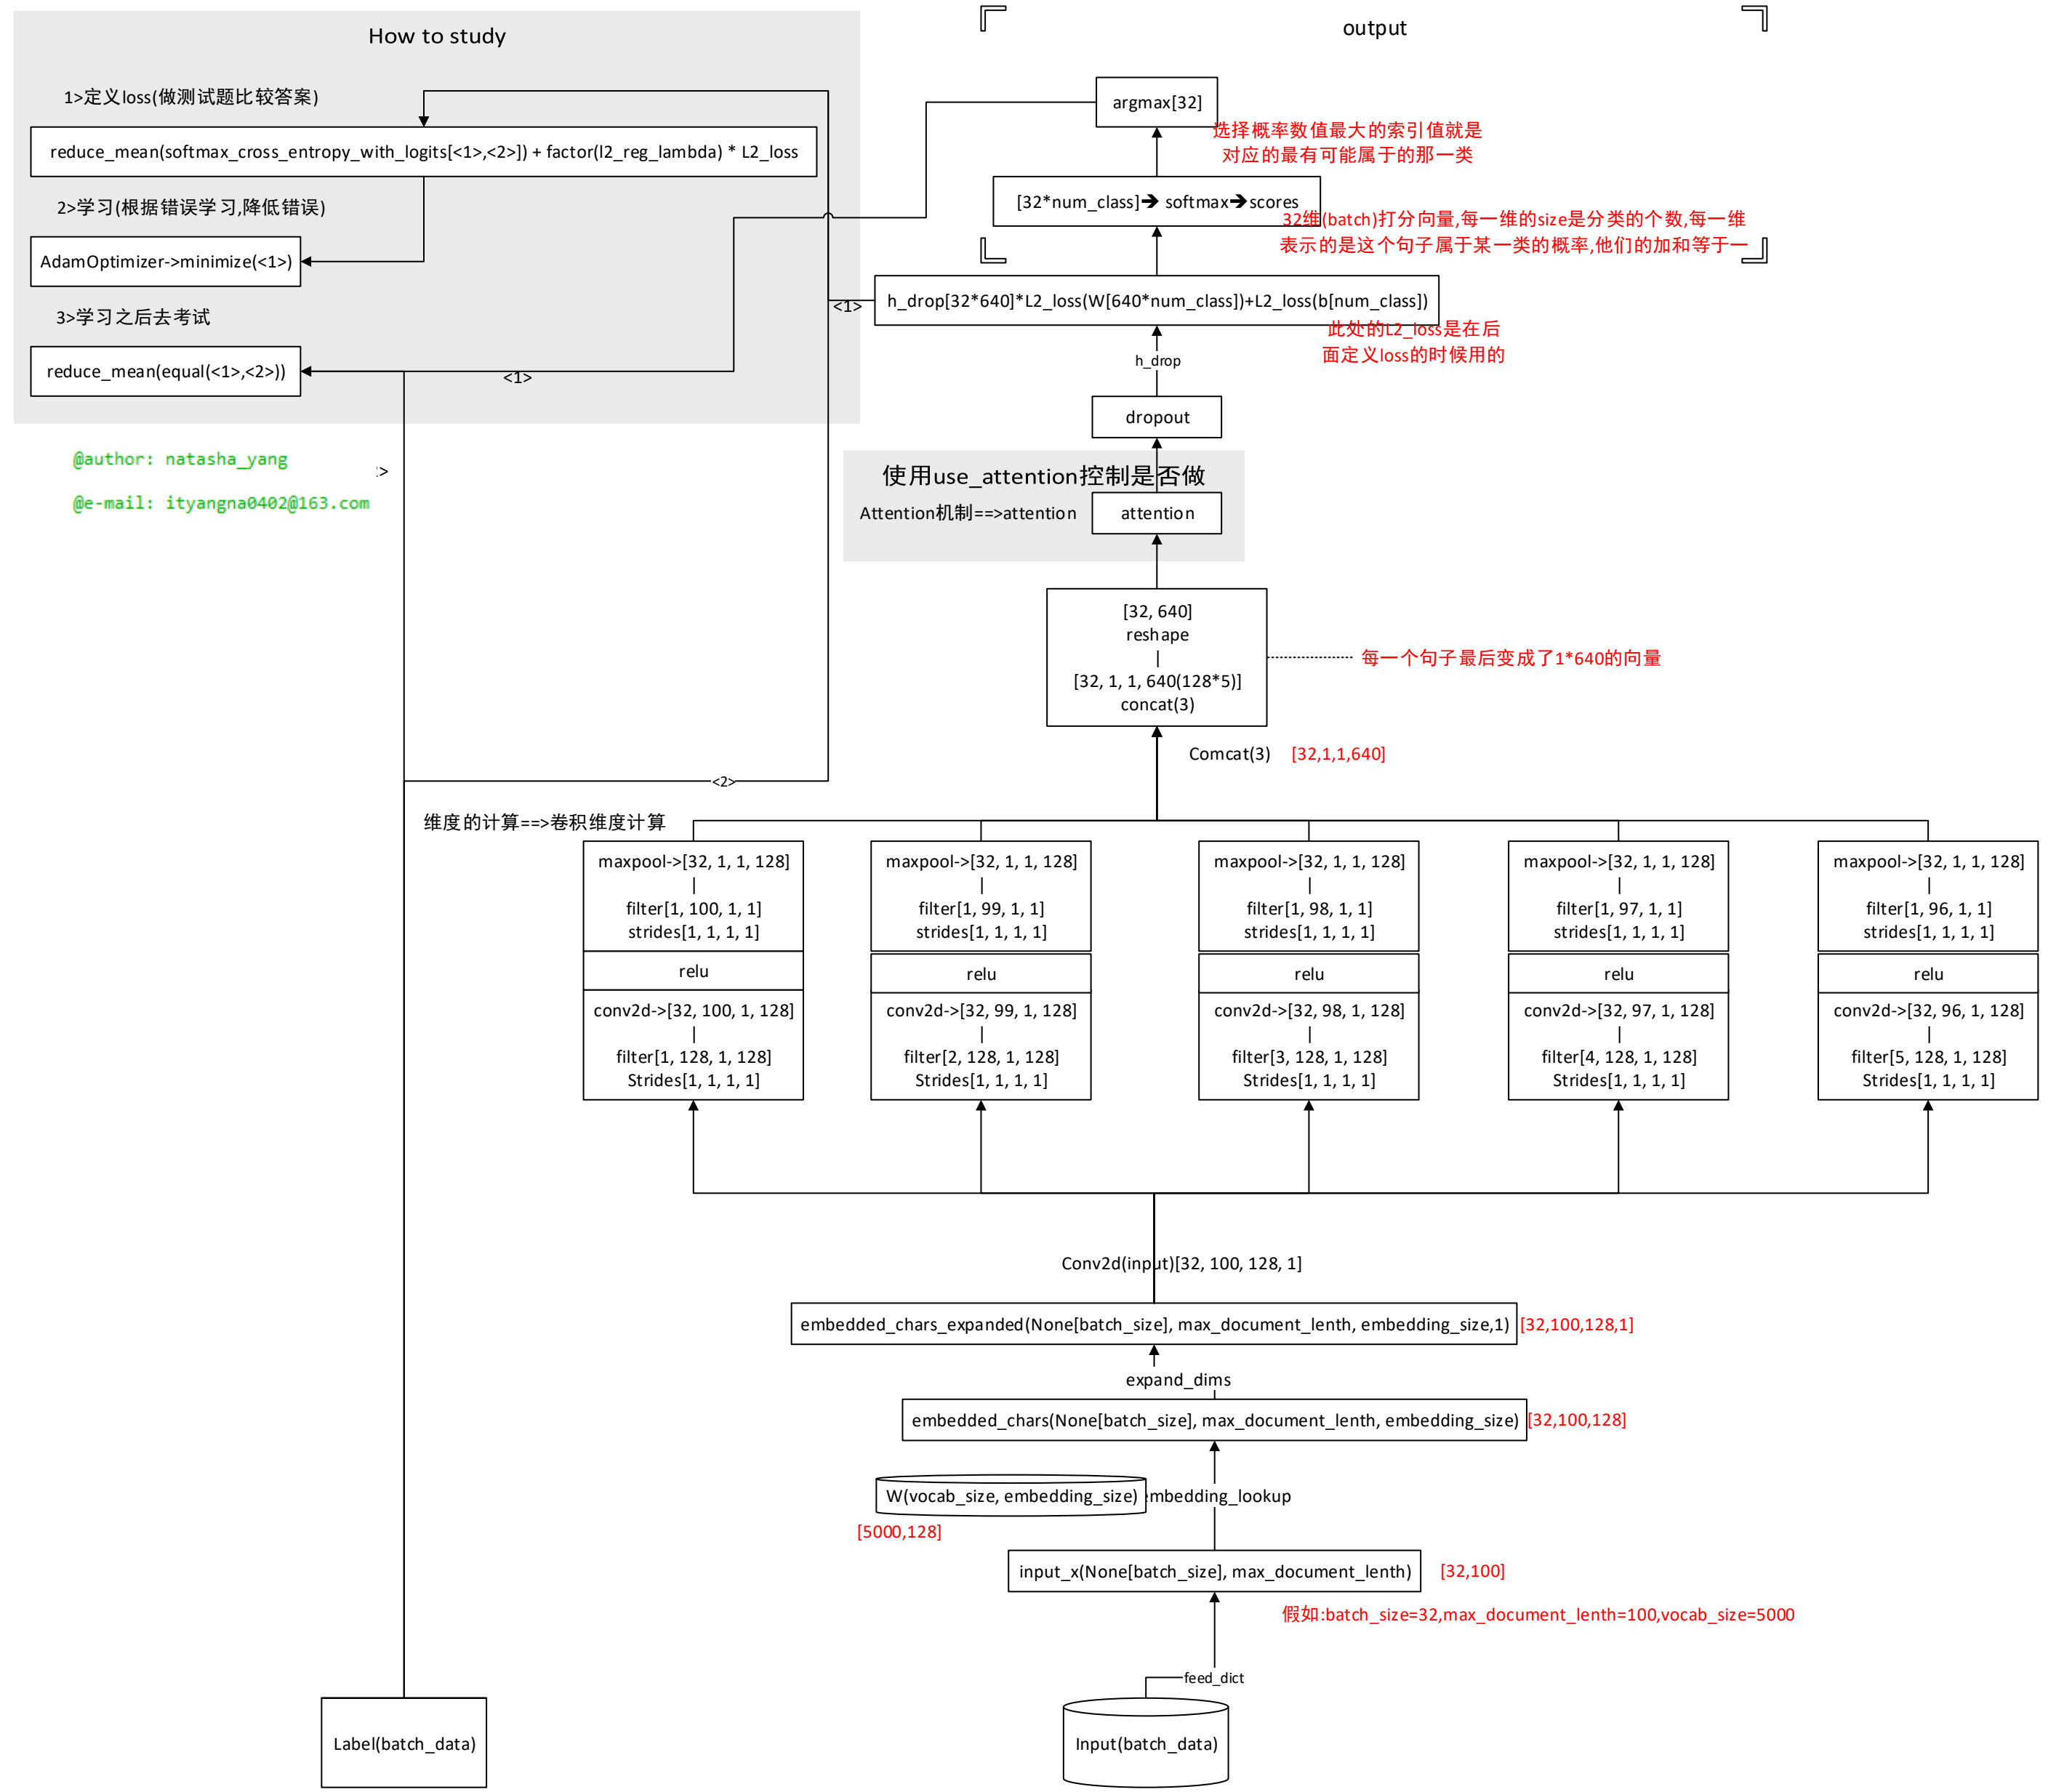 How to study
1>定义loss(做测试题比较答案)
reduce_mean(softmax_cross_entropy_with_logits[<1>,<2>]) + factor(l2_reg_lambda) * L2_loss
2>学习(根据错误学习,降低错误)
AdamOptimizer->minimize(<1>)
3>学习之后去考试
reduce_mean(equal(<1>,<2>))
<1>
@author: natasha_yang
@e-mail: ityangna0402@163.com
>
output
argmax[32]
选择概率数值最大的索引值就是
对应的最有可能属于的那一类
[32*num_class]➔ softmax➔scores
32维(batch)打分向量,每一维的size是分类的个数,每一维
表示的是这个句子属于某一类的概率,他们的加和等于一
<1>
h_drop[32*640]*L2_loss(W[640*num_class])+L2_loss(b[num_class])
此处的L2_loss是在后
面定义loss的时候用的
h_drop
dropout
使用use_attention控制是否做
Attention机制==>attention
attention
[32, 640]
reshape
|
[32, 1, 1, 640(128*5)]
concat(3)
每一个句子最后变成了1*640的向量
Comcat(3)
[32,1,1,640]
<2>
维度的计算==>卷积维度计算
maxpool->[32, 1, 1, 128]
|
filter[1, 100, 1, 1]
strides[1, 1, 1, 1]
relu
conv2d->[32, 100, 1, 128]
|
filter[1, 128, 1, 128]
Strides[1, 1, 1, 1]
maxpool->[32, 1, 1, 128]
|
filter[1, 99, 1, 1]
strides[1, 1, 1, 1]
relu
conv2d->[32, 99, 1, 128]
|
filter[2, 128, 1, 128]
Strides[1, 1, 1, 1]
maxpool->[32, 1, 1, 128]
|
filter[1, 98, 1, 1]
strides[1, 1, 1, 1]
relu
conv2d->[32, 98, 1, 128]
|
filter[3, 128, 1, 128]
Strides[1, 1, 1, 1]
maxpool->[32, 1, 1, 128]
|
filter[1, 97, 1, 1]
strides[1, 1, 1, 1]
relu
conv2d->[32, 97, 1, 128]
|
filter[4, 128, 1, 128]
Strides[1, 1, 1, 1]
maxpool->[32, 1, 1, 128]
|
filter[1, 96, 1, 1]
strides[1, 1, 1, 1]
relu
conv2d->[32, 96, 1, 128]
|
filter[5, 128, 1, 128]
Strides[1, 1, 1, 1]
Conv2d(input)[32, 100, 128, 1]
embedded_chars_expanded(None[batch_size], max_document_lenth, embedding_size,1)
[32,100,128,1]
expand_dims
embedded_chars(None[batch_size], max_document_lenth, embedding_size)
[32,100,128]
W(vocab_size, embedding_size)
embedding_lookup
[5000,128]
input_x(None[batch_size], max_document_lenth)
[32,100]
假如:batch_size=32,max_document_lenth=100,vocab_size=5000
feed_dict
Label(batch_data)
Input(batch_data)